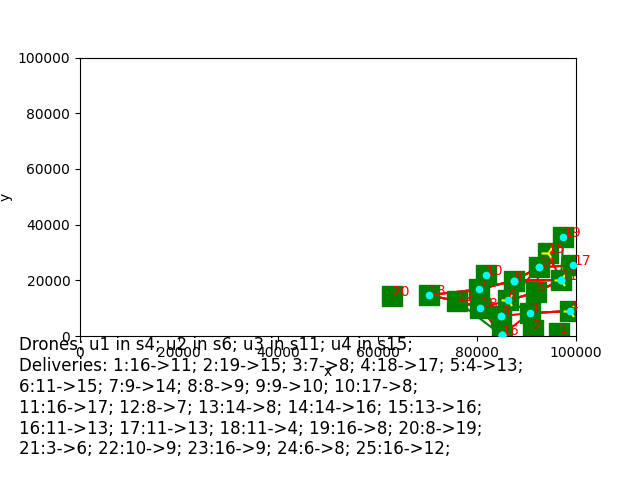 100000
80000
y
60000
40000
19
17
10
20000
20
0
0
20000
40000
60000
80000
100000
x
Drones: u1 in s4; u2 in s6; u3 in s11; u4 in s15;
Deliveries: 1:16->11; 2:19->15; 3:7->8; 4:18->17; 5:4->13;
6:11->15; 7:9->14; 8:8->9; 9:9->10; 10:17->8;
11:16->17; 12:8->7; 13:14->8; 14:14->16; 15:13->16;
16:11->13; 17:11->13; 18:11->4; 19:16->8; 20:8->19;
21:3->6; 22:10->9; 23:16->9; 24:6->8; 25:16->12;